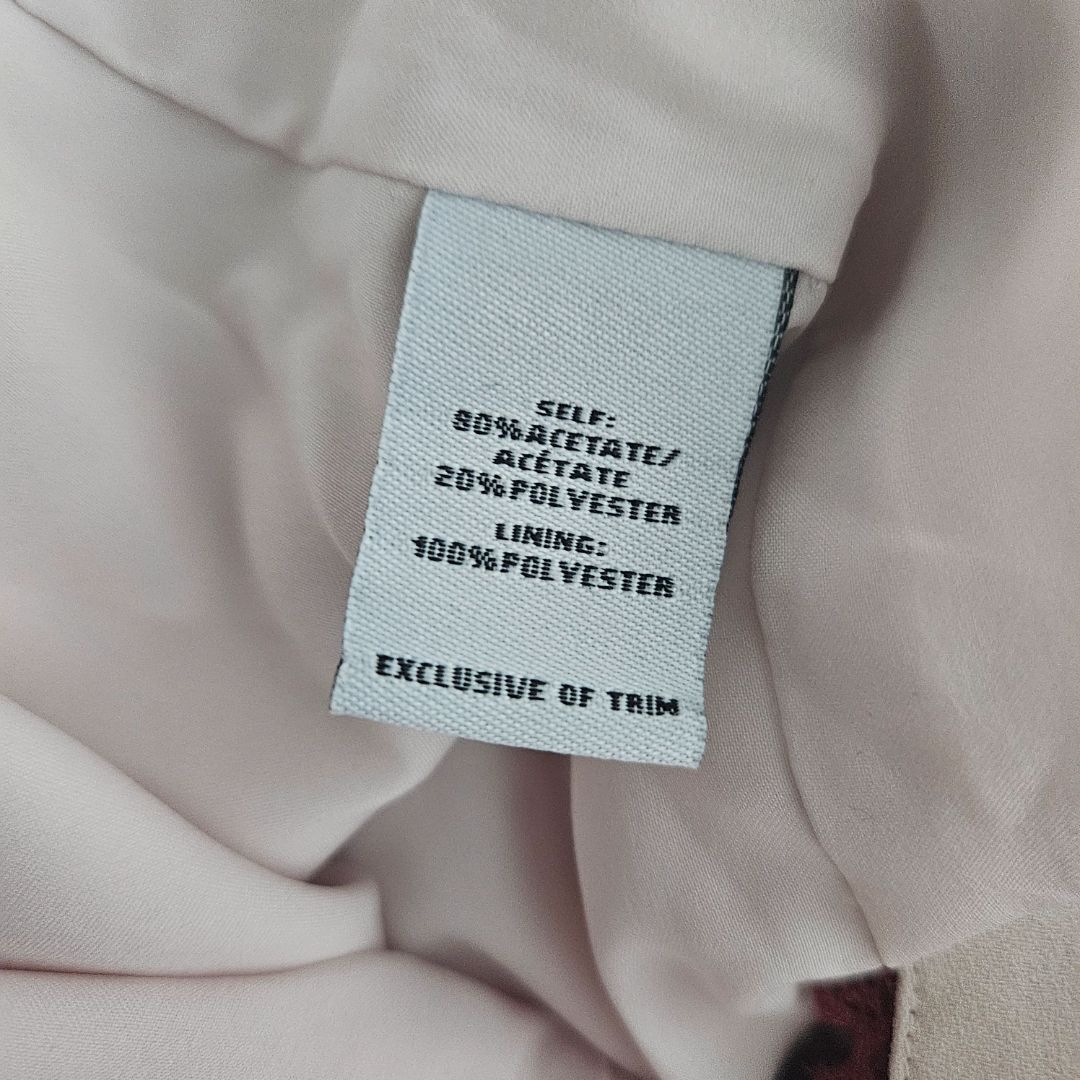 SELF:
80%ACETATE/
ACÉTATE
20%POLYESTER
LINING:
100%POLYESTER
EXCLUSIVE OF TRIM